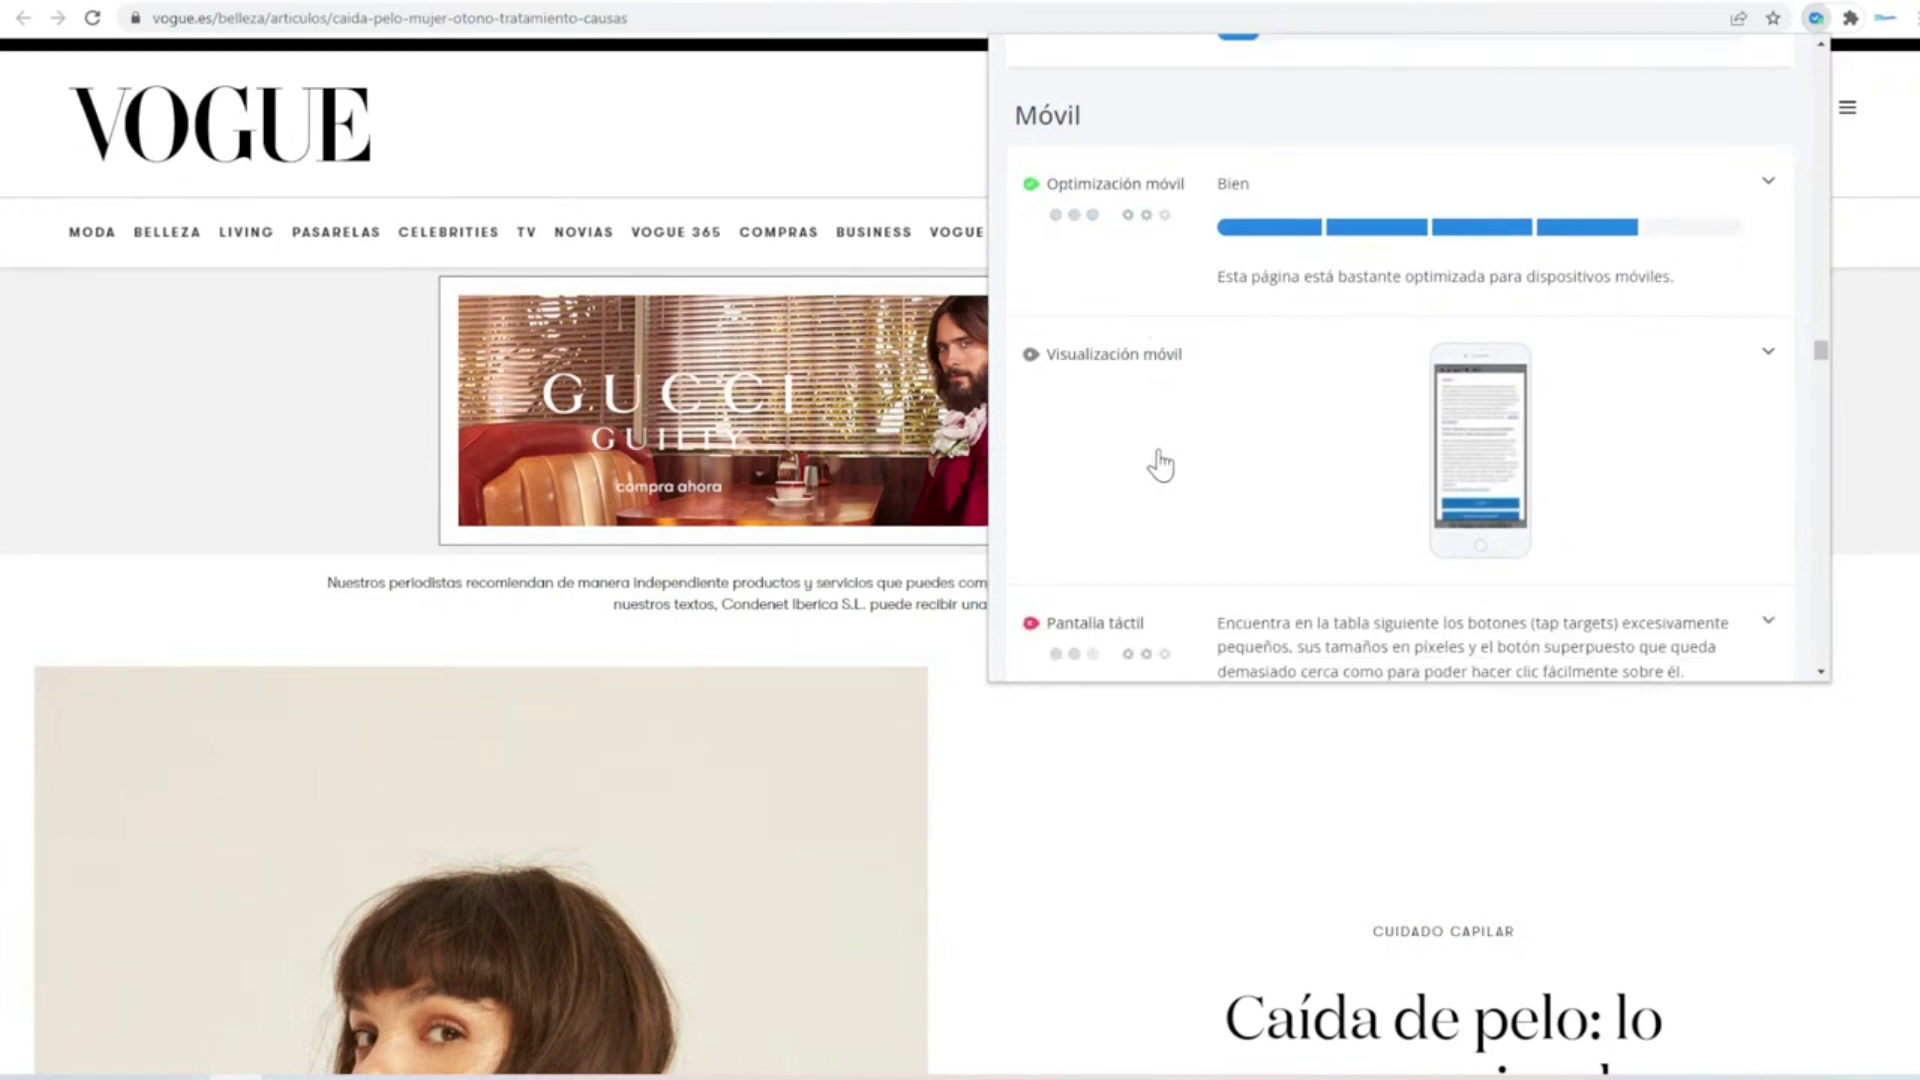 vogue.es/belleza/articulos/caida-pelo-mujer-otono-tratamiento-causas
VOGUE
MODA BELLEZA LIVING PASARELAS CELEBRITIES TV NOVIAS VOGUE 365 COMPRAS BUSINESS VOGUE
GUCCI
GUILTY
compra ahora
Nuestros periodistas recomiendan de manera independiente productos y servicios que puedes com
nuestros textos, Condenet Iberica S.L. puede recibir una
Móvil
Optimización móvil
Bien
Esta página está bastante optimizada para dispositivos móviles.
Visualización móvil
Pantalla táctil
Encuentra en la tabla siguiente los botones (tap targets) excesivamente
pequeños, sus tamaños en píxeles y el botón superpuesto que queda
demasiado cerca como para poder hacer clic fácilmente sobre él.
CUIDADO CAPILAR
Caída de pelo: lo